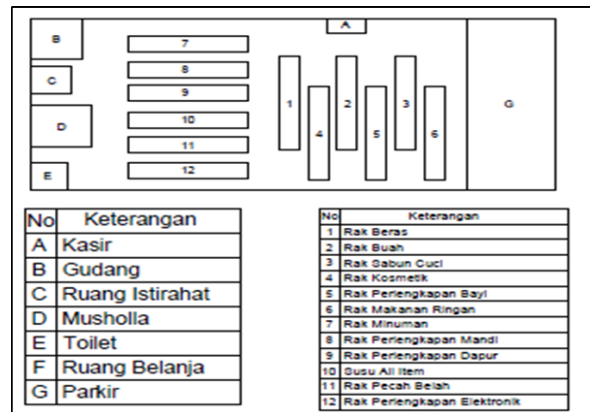 A
B
7
8
C
9
1
2
3
G
D
10
4
5
6
11
12
E
No Keterangan
A Kasir
B Gudang
C Ruang Istirahat
D Musholla
E Toilet
F Ruang Belanja
G Parkir
No Keterangan
1 Rak Beras
2 Rak Buah
3 Rak Sabun Cuci
4 Rak Kosmetik
5 Rak Perlengkapan Bayi
6 Rak Makanan Ringan
7 Rak Minuman
8 Rak Perlengkapan Mandi
9 Rak Perlengkapan Dapur
10 Susu All Item
11 Rak Pecah Belah
12 Rak Perlengkapan Elektronik